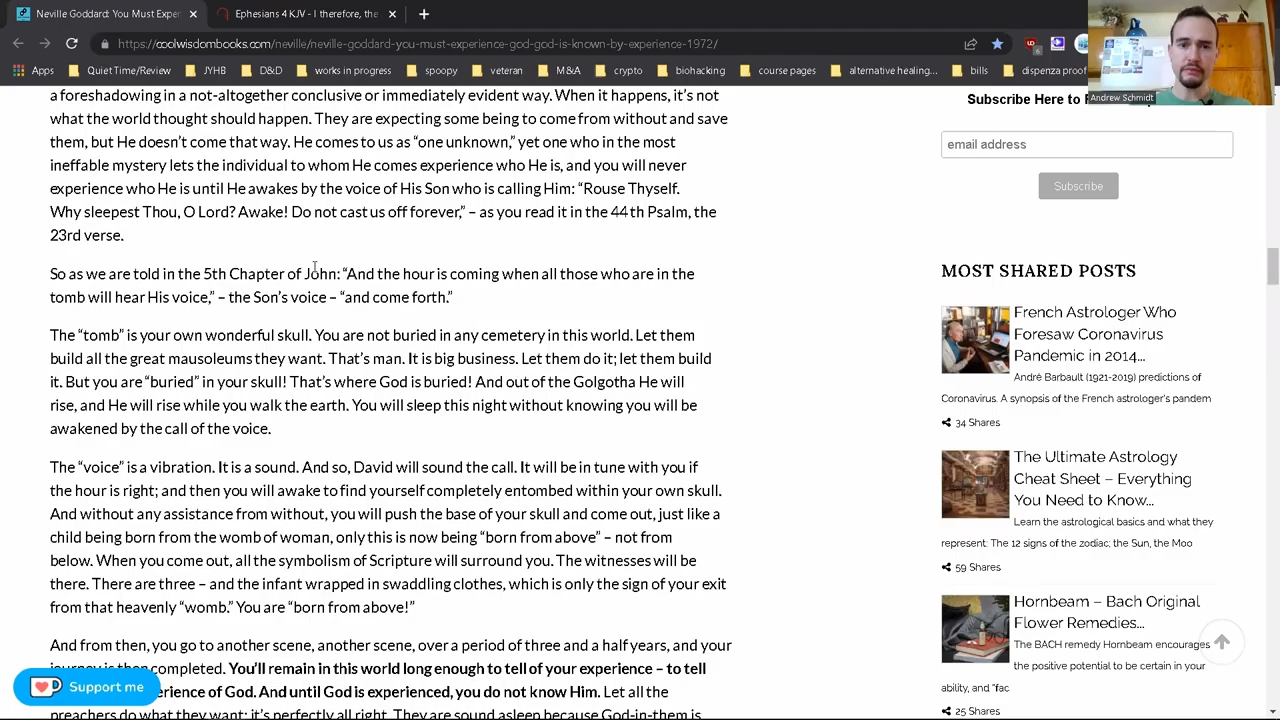 Neville Goddard: You Must Exper
Ephesians 4 KJV - I therefore, the
https://coolwisdombooks.com/neville/neville-goddard-yo
-experience-god-god-is-known-by-experience-1972/
Apps
Quiet Time/Review
JYHB
D&D
works in progress
therapy
veteran
M&G
crypto
biohacking
course pages
native healing...
bills
dispenza proof
Andrew Schmidt
a foreshadowing in a not-altogether conclusive or immediately evident way. When it happens, it’s not
what the world thought should happen. They are expecting some being to come from without and save
them, but He doesn’t come that way. He comes to us as “one unknown,” yet one who in the most
ineffable mystery lets the individual to whom He comes experience who He is, and you will never
experience who He is until He awakes by the voice of His Son who is calling Him: “Rouse Thyself.
Why sleepest Thou, O Lord? Awake! Do not cast us off forever,” – as you read it in the 44th Psalm, the
23rd verse.
So as we are told in the 5th Chapter of John: “And the hour is coming when all those who are in the
tomb will hear His voice,” – the Son’s voice – “and come forth.”
The “tomb” is your own wonderful skull. You are not buried in any cemetery in this world. Let them
build all the great mausoleums they want. That’s man. It is big business. Let them do it; let them build
it. But you are “buried” in your skull! That’s where God is buried! And out of the Golgotha He will
rise, and He will rise while you walk the earth. You will sleep this night without knowing you will be
awakened by the call of the voice.
The “voice” is a vibration. It is a sound. And so, David will sound the call. It will be in tune with you if
the hour is right; and then you will awake to find yourself completely entombed within your own skull.
And without any assistance from without, you will push the base of your skull and come out, just like a
child being born from the womb of woman, only this is now being “born from above” – not from
below. When you come out, all the symbolism of Scripture will surround you. The witnesses will be
there. There are three – and the infant wrapped in swaddling clothes, which is only the sign of your exit
from that heavenly “womb.” You are “born from above!”
And from then, you go to another scene, another scene, over a period of three and a half years, and your
journey is then completed. You’ll remain in this world long enough to tell of your experience – to tell
erience of God. And until God is experienced, you do not know Him. Let all the
preachers do what they want; it’s perfectly all right. They are sound asleep because God-in-them is
Support me
Subscribe Here to
email address
Subscribe
MOST SHARED POSTS
French Astrologer Who
Foresaw Coronavirus
Pandemic in 2014...
André Barbault (1921-2019) predictions of
Coronavirus. A synopsis of the French astrologer's pandem
34 Shares
The Ultimate Astrology
Cheat Sheet – Everything
You Need to Know...
Learn the astrological basics and what they
represent: The 12 signs of the zodiac; the Sun, the Moo
59 Shares
Hornbeam – Bach Original
Flower Remedies...
The BACH remedy Hornbeam encourages
the positive potential to be certain in your
ability, and "fac
25 Shares